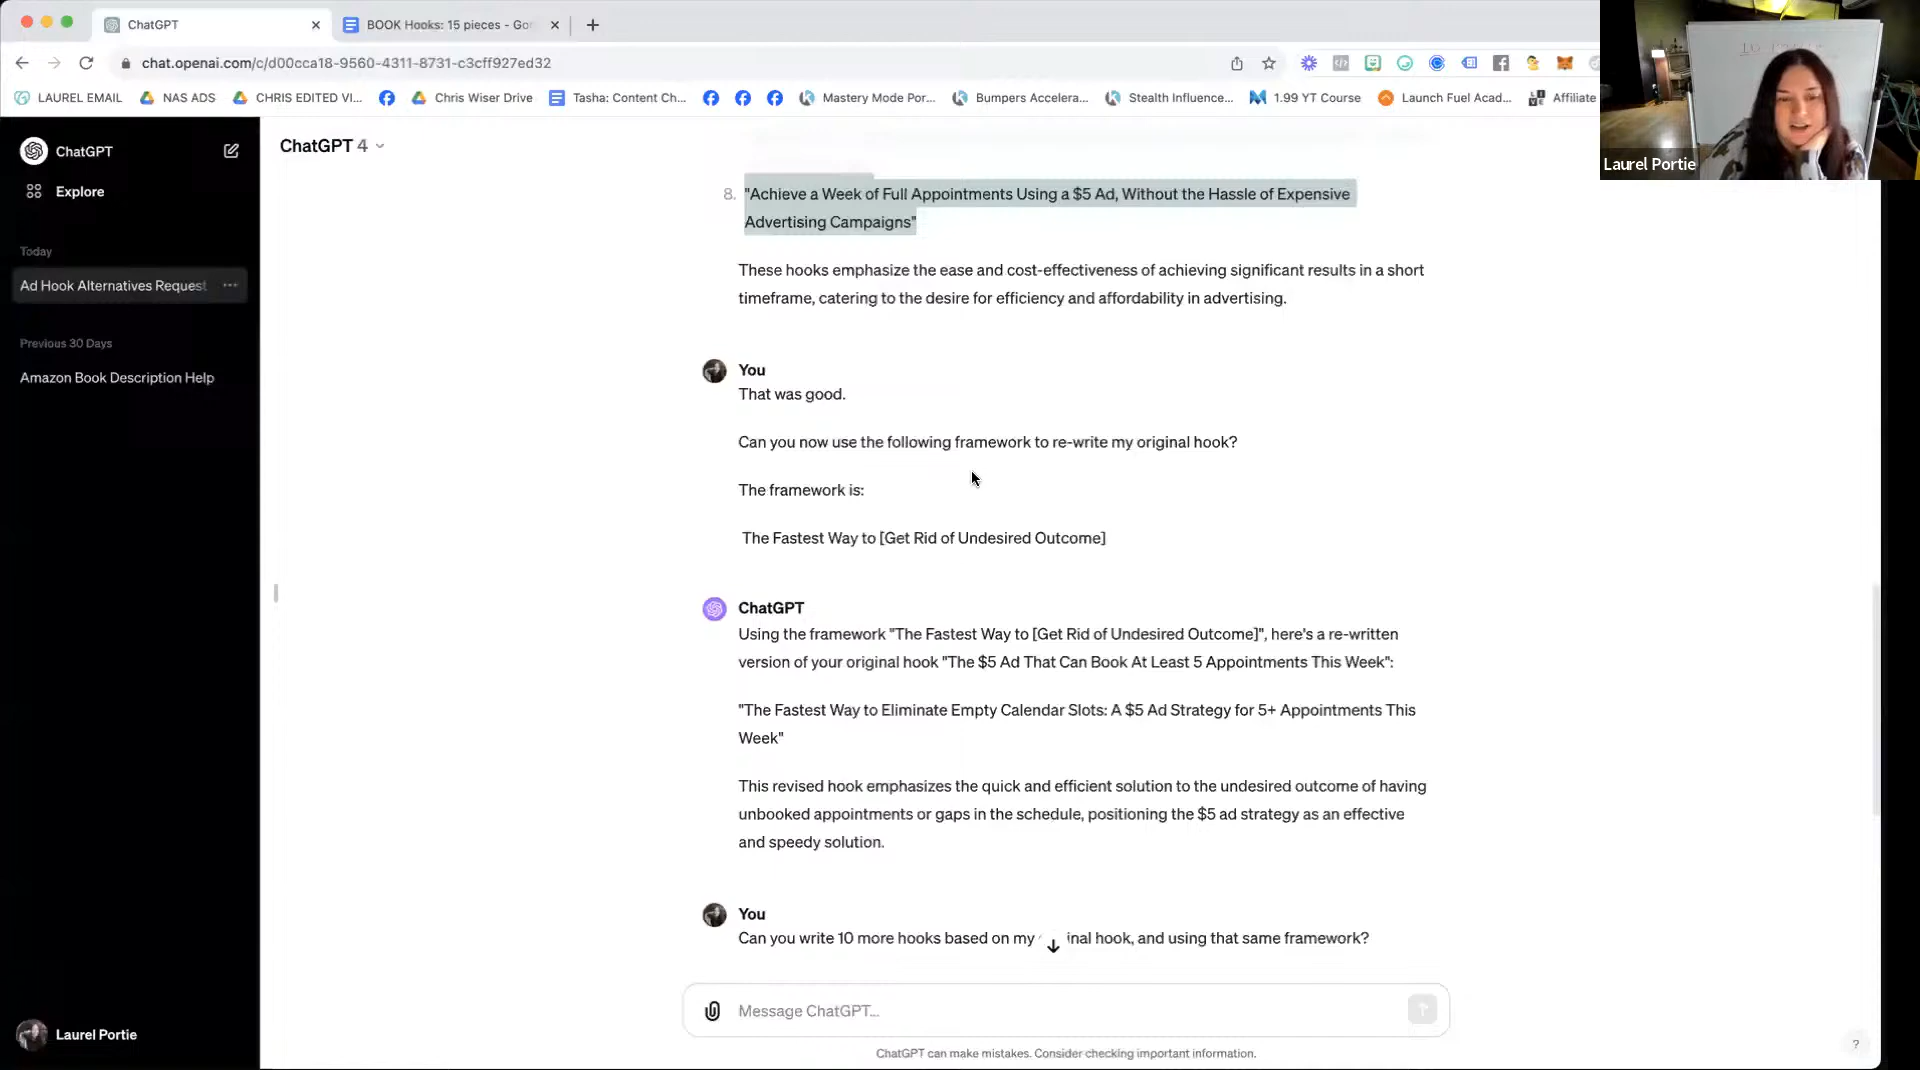 ChatGPT
BOOK Hooks: 15 pieces - Go
chat.openai.com/c/d00cca18-9560-4311-8731-c3cff927ed32
LAUREL EMAIL
NAS ADS
CHRIS EDITED VI...
Chris Wiser Drive
Tasha: Content Ch...
Mastery Mode Por...
Bumpers Accelera...
Stealth Influence...
1.99 YT Course
Launch Fuel Acad...
Affiliate
Laurel Portie
ChatGPT
Explore
Today
Ad Hook Alternatives Request
Previous 30 Days
Amazon Book Description Help
Laurel Portie
ChatGPT 4
8. "Achieve a Week of Full Appointments Using a $5 Ad, Without the Hassle of Expensive
Advertising Campaigns"
These hooks emphasize the ease and cost-effectiveness of achieving significant results in a short
timeframe, catering to the desire for efficiency and affordability in advertising.
You
That was good.
Can you now use the following framework to re-write my original hook?
The framework is:
The Fastest Way to [Get Rid of Undesired Outcome]
ChatGPT
Using the framework "The Fastest Way to [Get Rid of Undesired Outcome]", here's a re-written
version of your original hook "The $5 Ad That Can Book At Least 5 Appointments This Week":
"The Fastest Way to Eliminate Empty Calendar Slots: A $5 Ad Strategy for 5+ Appointments This
Week"
This revised hook emphasizes the quick and efficient solution to the undesired outcome of having
unbooked appointments or gaps in the schedule, positioning the $5 ad strategy as an effective
and speedy solution.
You
Can you write 10 more hooks based on my inal hook, and using that same framework?
Message ChatGPT...
ChatGPT can make mistakes. Consider checking important information.
?